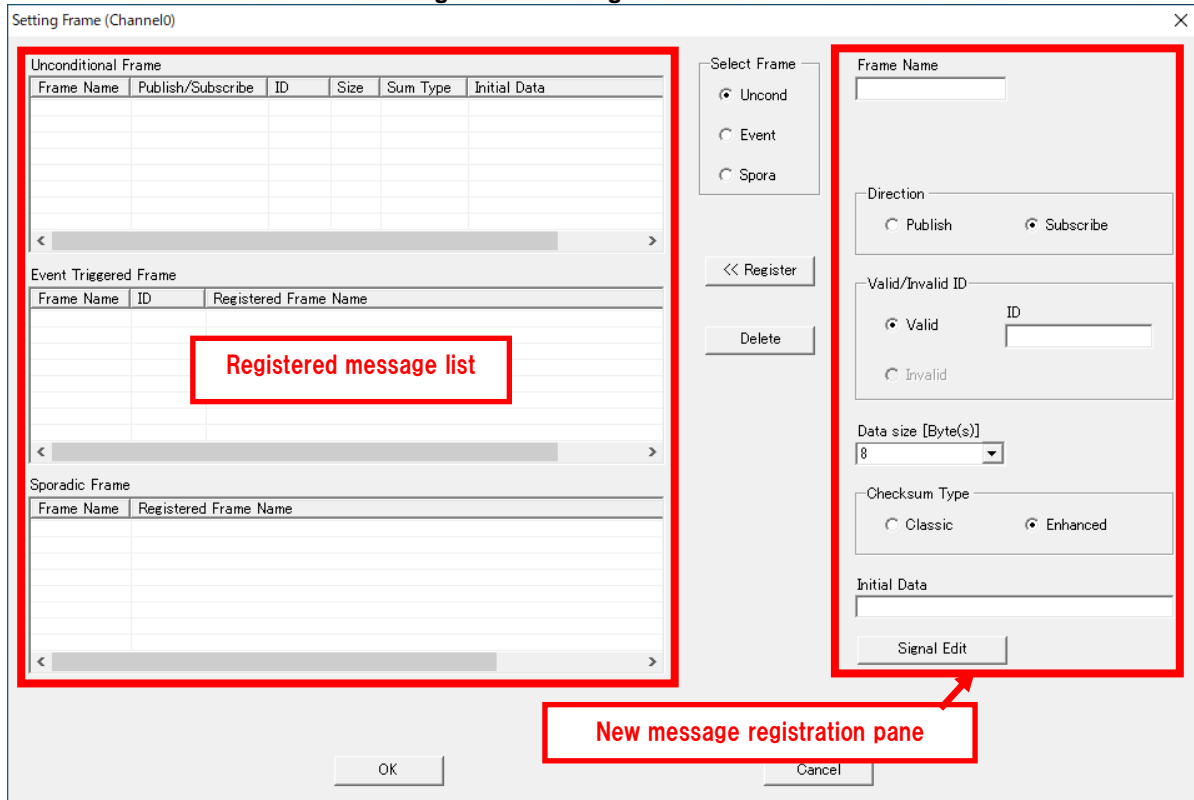 Setting Frame (Channel0)
Unconditional Frame
Frame Name Publish/Subscribe ID Size Sum Type Initial Data
Event Triggered Frame
Frame Name ID Registered Frame Name
Registered message list
Sporadic Frame
Frame Name Registered Frame Name
Select Frame
Uncond
Event
Spora
<< Register
Delete
Frame Name
Direction
Publish Subscribe
Valid/Invalid ID
Valid ID
Invalid
Data size [Byte(s)]
8
Checksum Type
Classic Enhanced
Initial Data
Signal Edit
New message registration pane
OK Cancel